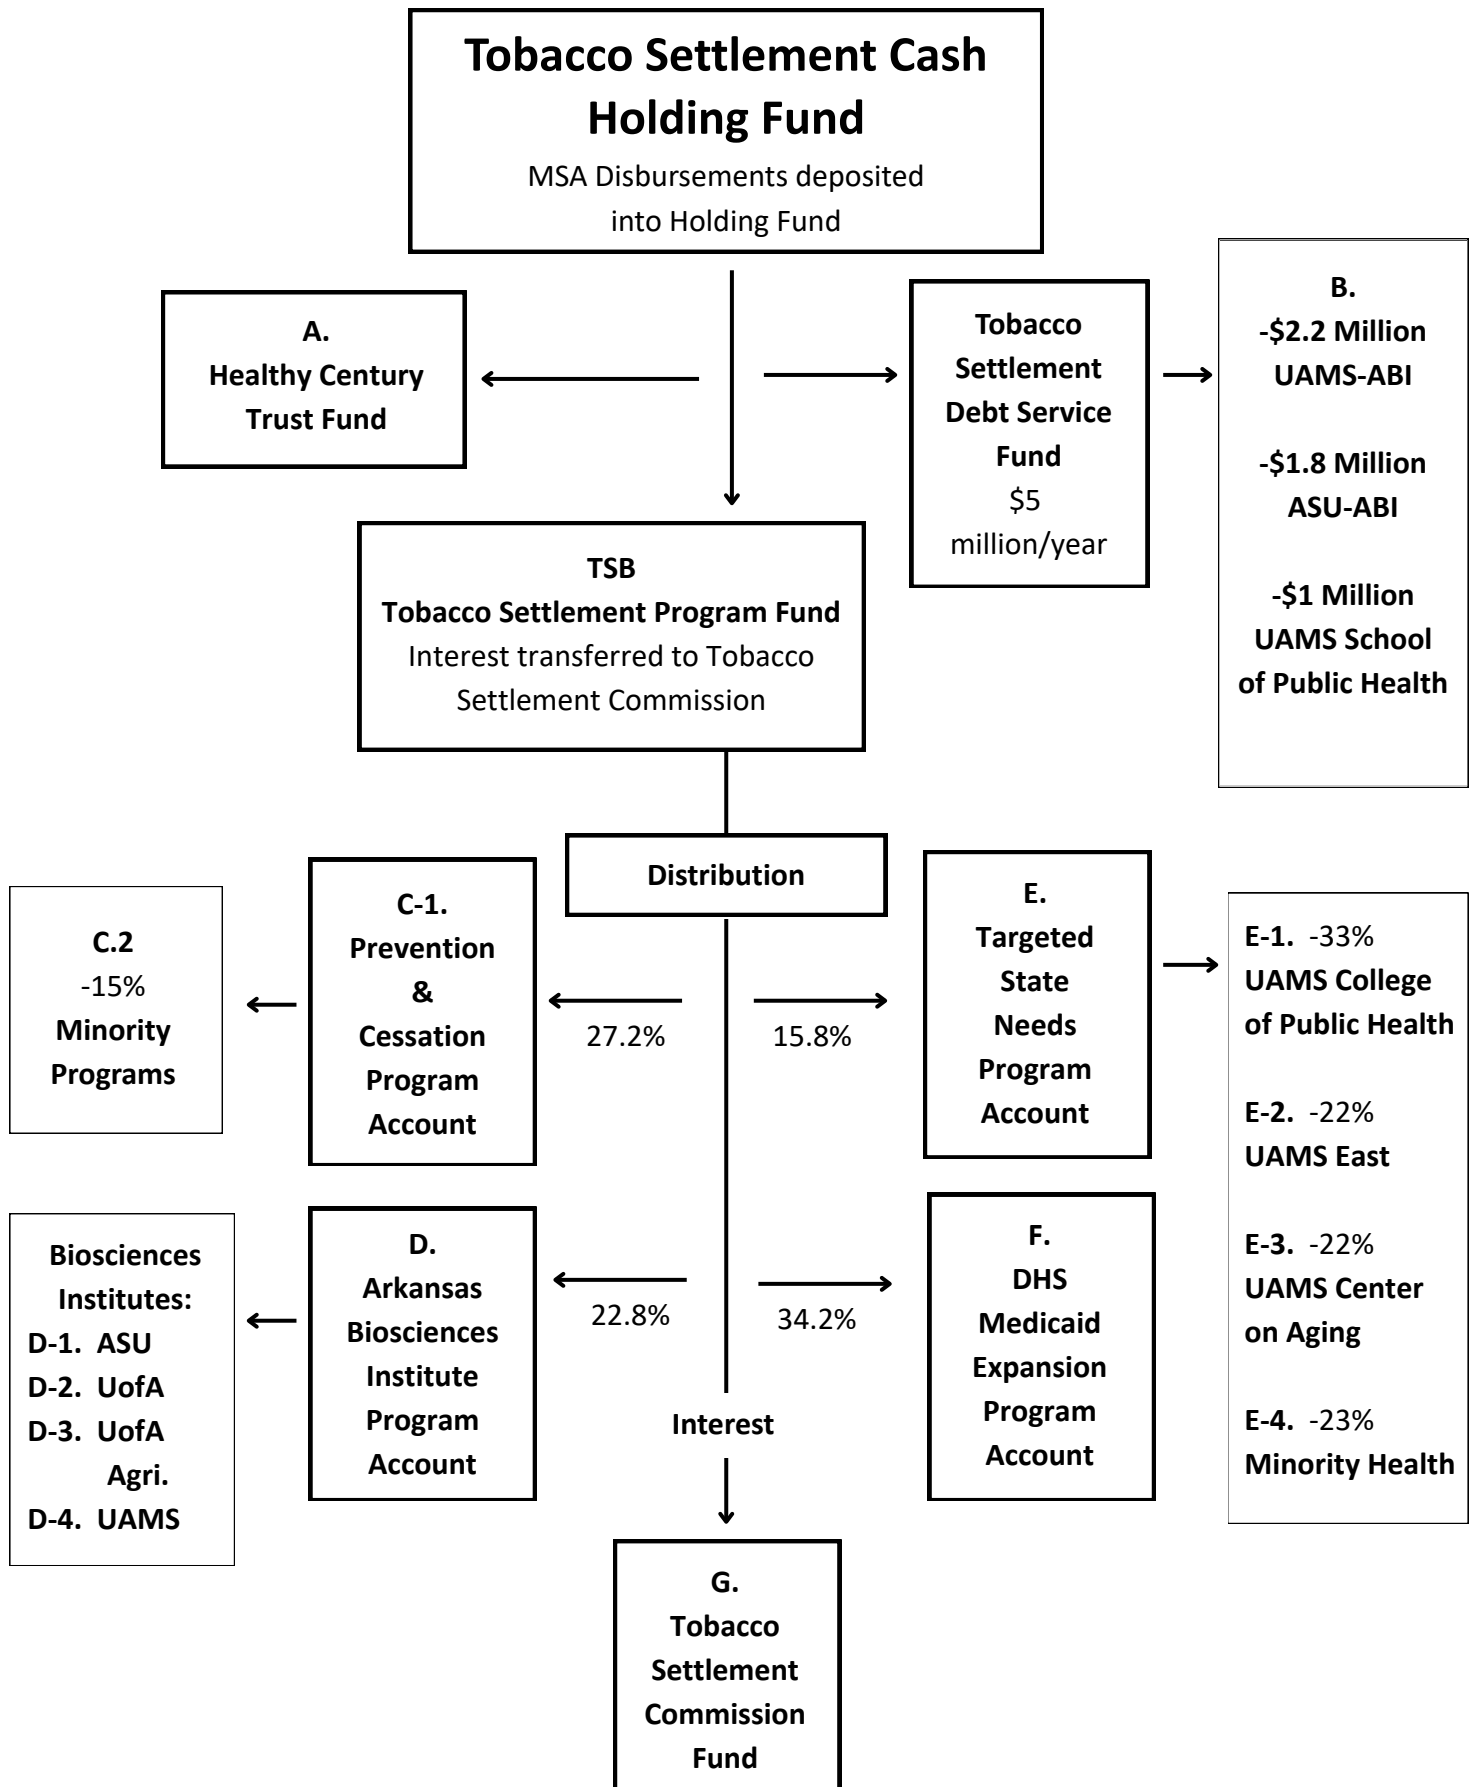 Tobacco Settlement Cash
Holding Fund
MSA Disbursements deposited
into Holding Fund
A.
Healthy Century
Trust Fund
Tobacco
Settlement
Debt Service
Fund
$5
million/year
B.
-$2.2 Million
UAMS-ABI
-$1.8 Million
ASU-ABI
-$1 Million
UAMS School
of Public Health
TSB
Tobacco Settlement Program Fund
Interest transferred to Tobacco
Settlement Commission
Distribution
C.2
-15%
Minority
Programs
C-1.
Prevention
&
Cessation
Program
Account
27.2%
15.8%
E.
Targeted
State
Needs
Program
Account
E-1. -33%
UAMS College
of Public Health
E-2. -22%
UAMS East
E-3. -22%
UAMS Center
on Aging
E-4. -23%
Minority Health
Biosciences
Institutes:
D-1. ASU
D-2. UofA
D-3. UofA
Agri.
D-4. UAMS
D.
Arkansas
Biosciences
Institute
Program
Account
22.8%
34.2%
F.
DHS
Medicaid
Expansion
Program
Account
Interest
G.
Tobacco
Settlement
Commission
Fund